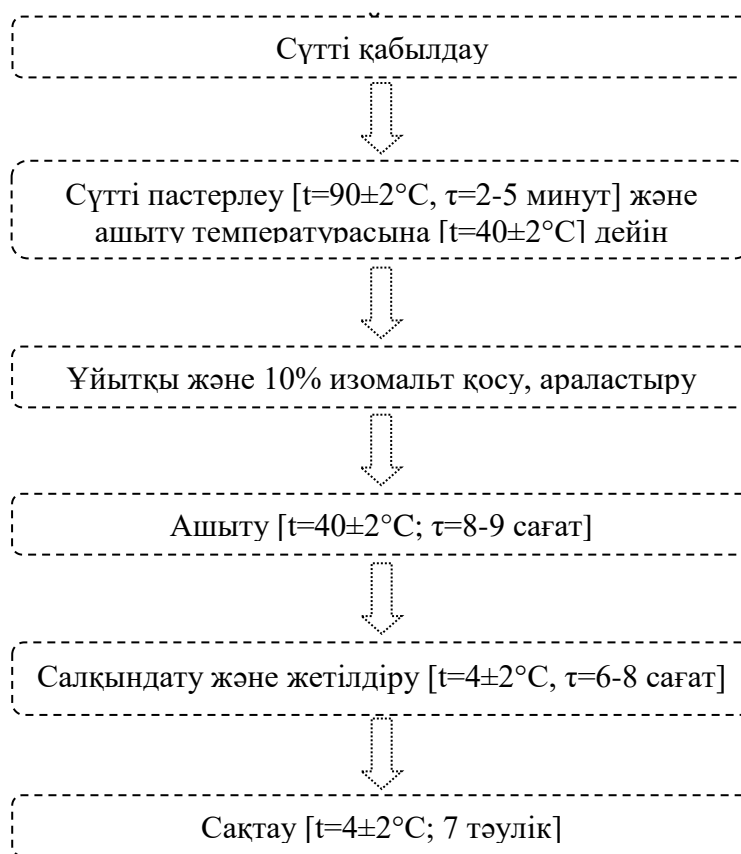 Сүтті қабылдау
Сүтті пастерлеу [t=90±2°C, τ=2-5 минут] және
ашыту температурасына [t=40±2°C] дейін
Ұйытқы және 10% изомальт қосу, араластыру
Ашыту [t=40±2°C; τ=8-9 сағат]
Салқындату және жетілдіру [t=4±2°C, τ=6-8 сағат]
Сақтау [t=4±2°C; 7 тәулік]